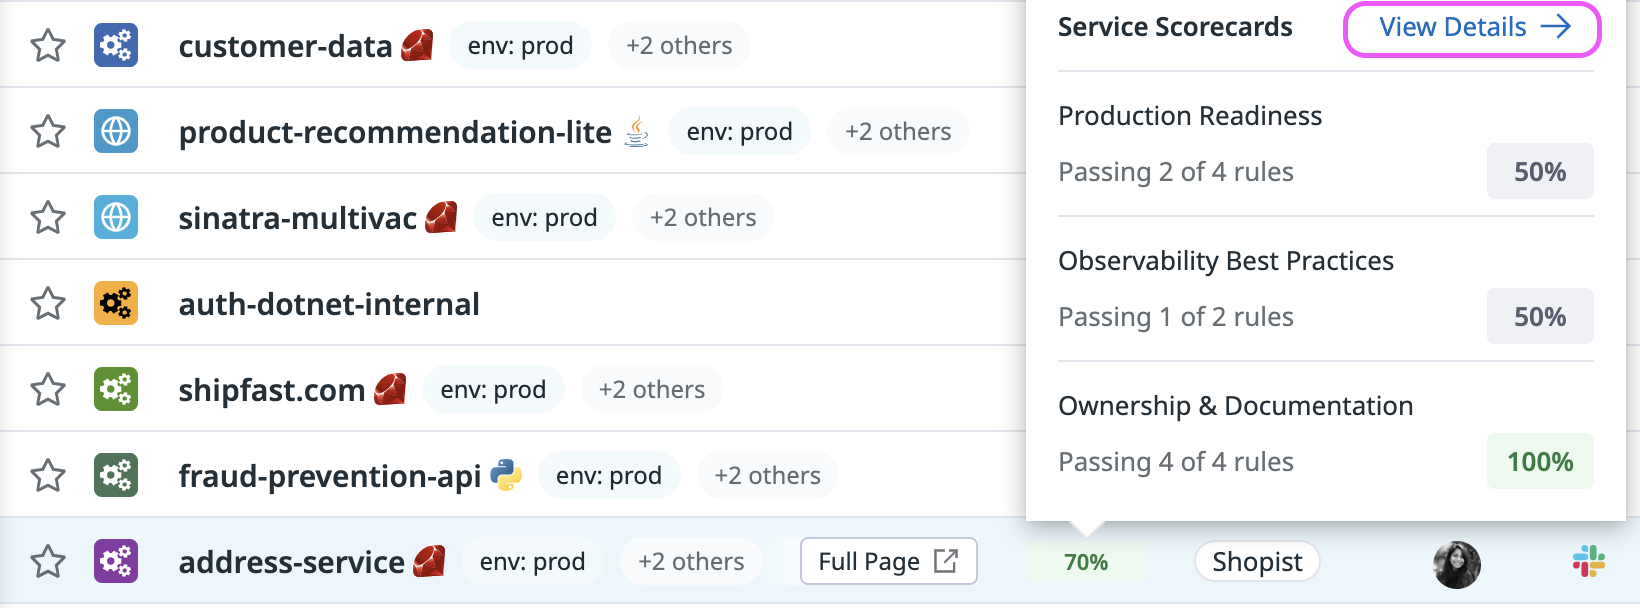 customer-data env: prod +2 others
product-recommendation-lite env: prod +2 others
sinatra-multivac env: prod +2 others
auth-dotnet-internal
shipfast.com env: prod +2 others
fraud-prevention-api env: prod +2 others
address-service env: prod +2 others Full Page 70% Shopist
Service Scorecards View Details →
Production Readiness
Passing 2 of 4 rules 50%
Observability Best Practices
Passing 1 of 2 rules 50%
Ownership & Documentation
Passing 4 of 4 rules 100%